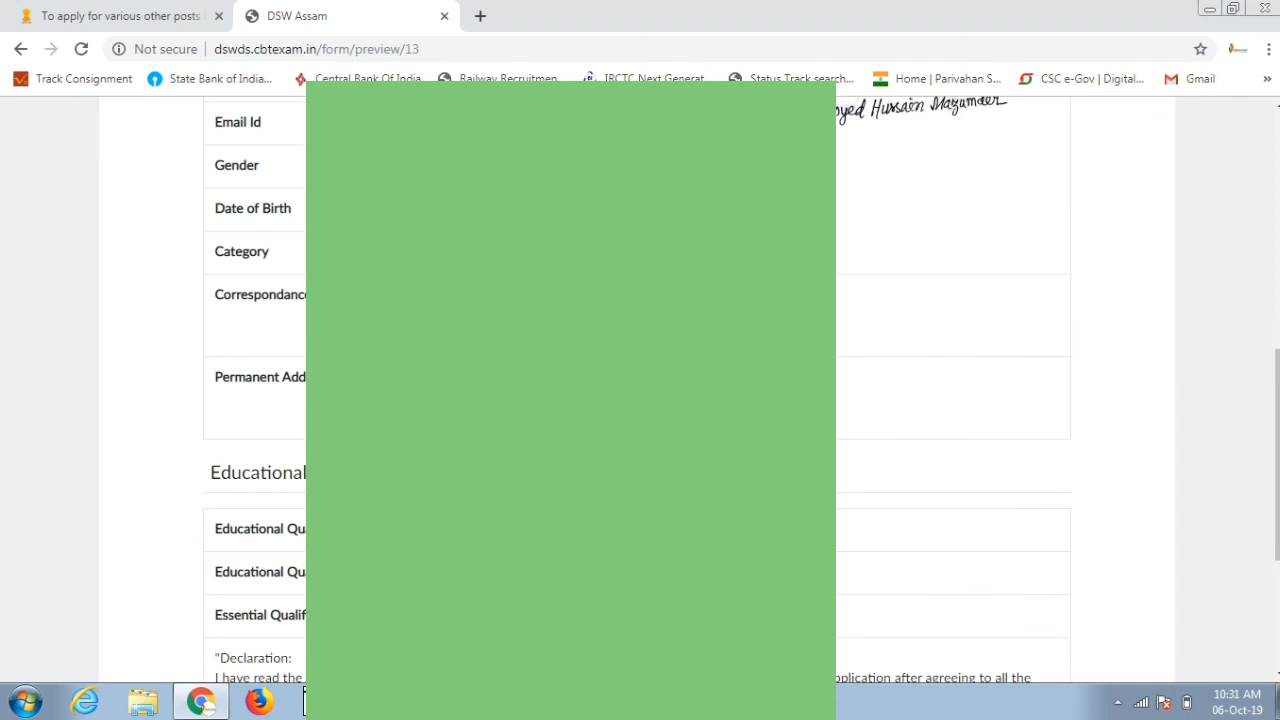 To apply for various other posts
DSW Assam
Not secure
dswds.cbtexam.in/form/preview/13
Track Consignment
State Bank of India...
Central Bank Of India
Railway Recruitmen
IRCTC Next Generat
Status Track search...
Home | Parivahan S...
CSC e-Gov | Digital...
Gmail
»
Hussain Mazumder
Email Id
Gender
Date of Birth
Category
Correspondance
Permanent Add
Educational
Educational Qu
Educational Qu
Essential Qualif
"Declaration:
I have read the
plication after agreeing to all the
10:31 AM
06-Oct-19